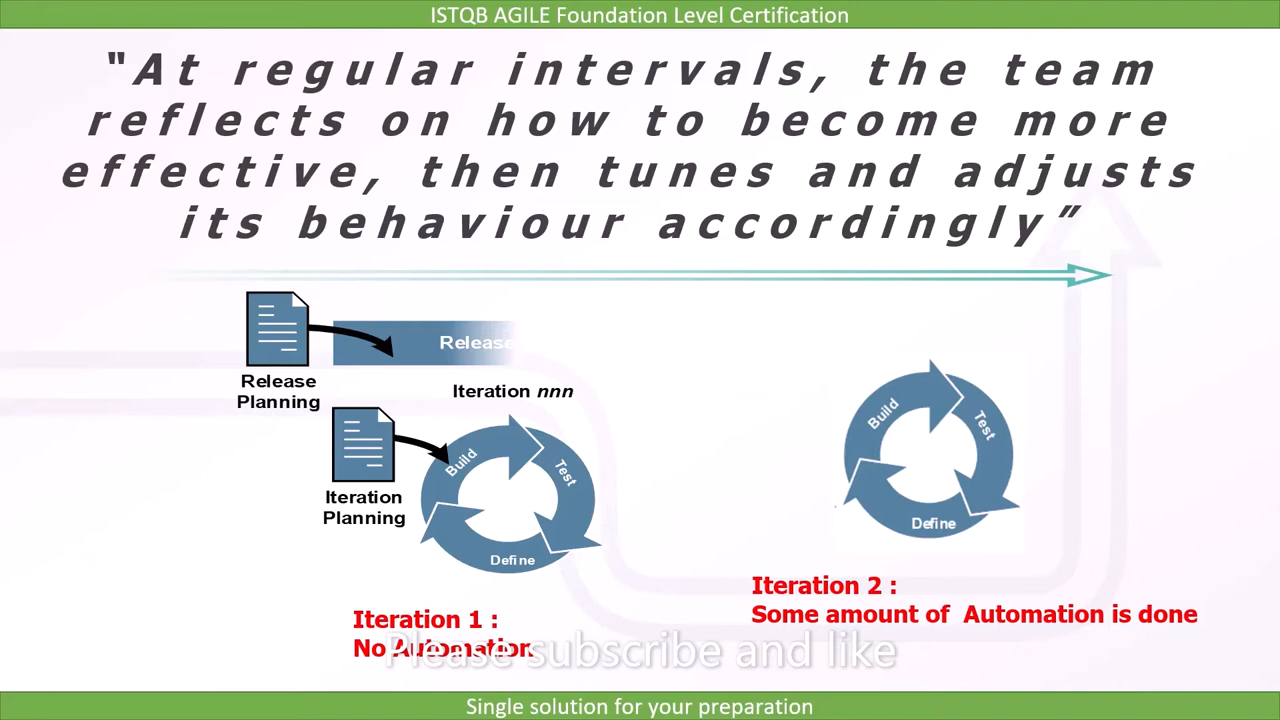 ISTQB AGILE Foundation Level Certification
"At regular intervals, the team
reflects on how to become more
effective, then tunes and adjusts
its behaviour accordingly”
Release
Release
Planning
Iteration nnn
Iteration
Planning
Build
Test
Define
Build
Test
Define
Iteration 1 :
No Automation
Iteration 2 :
Some amount of Automation is done
Please subscribe and like
Single solution for your preparation